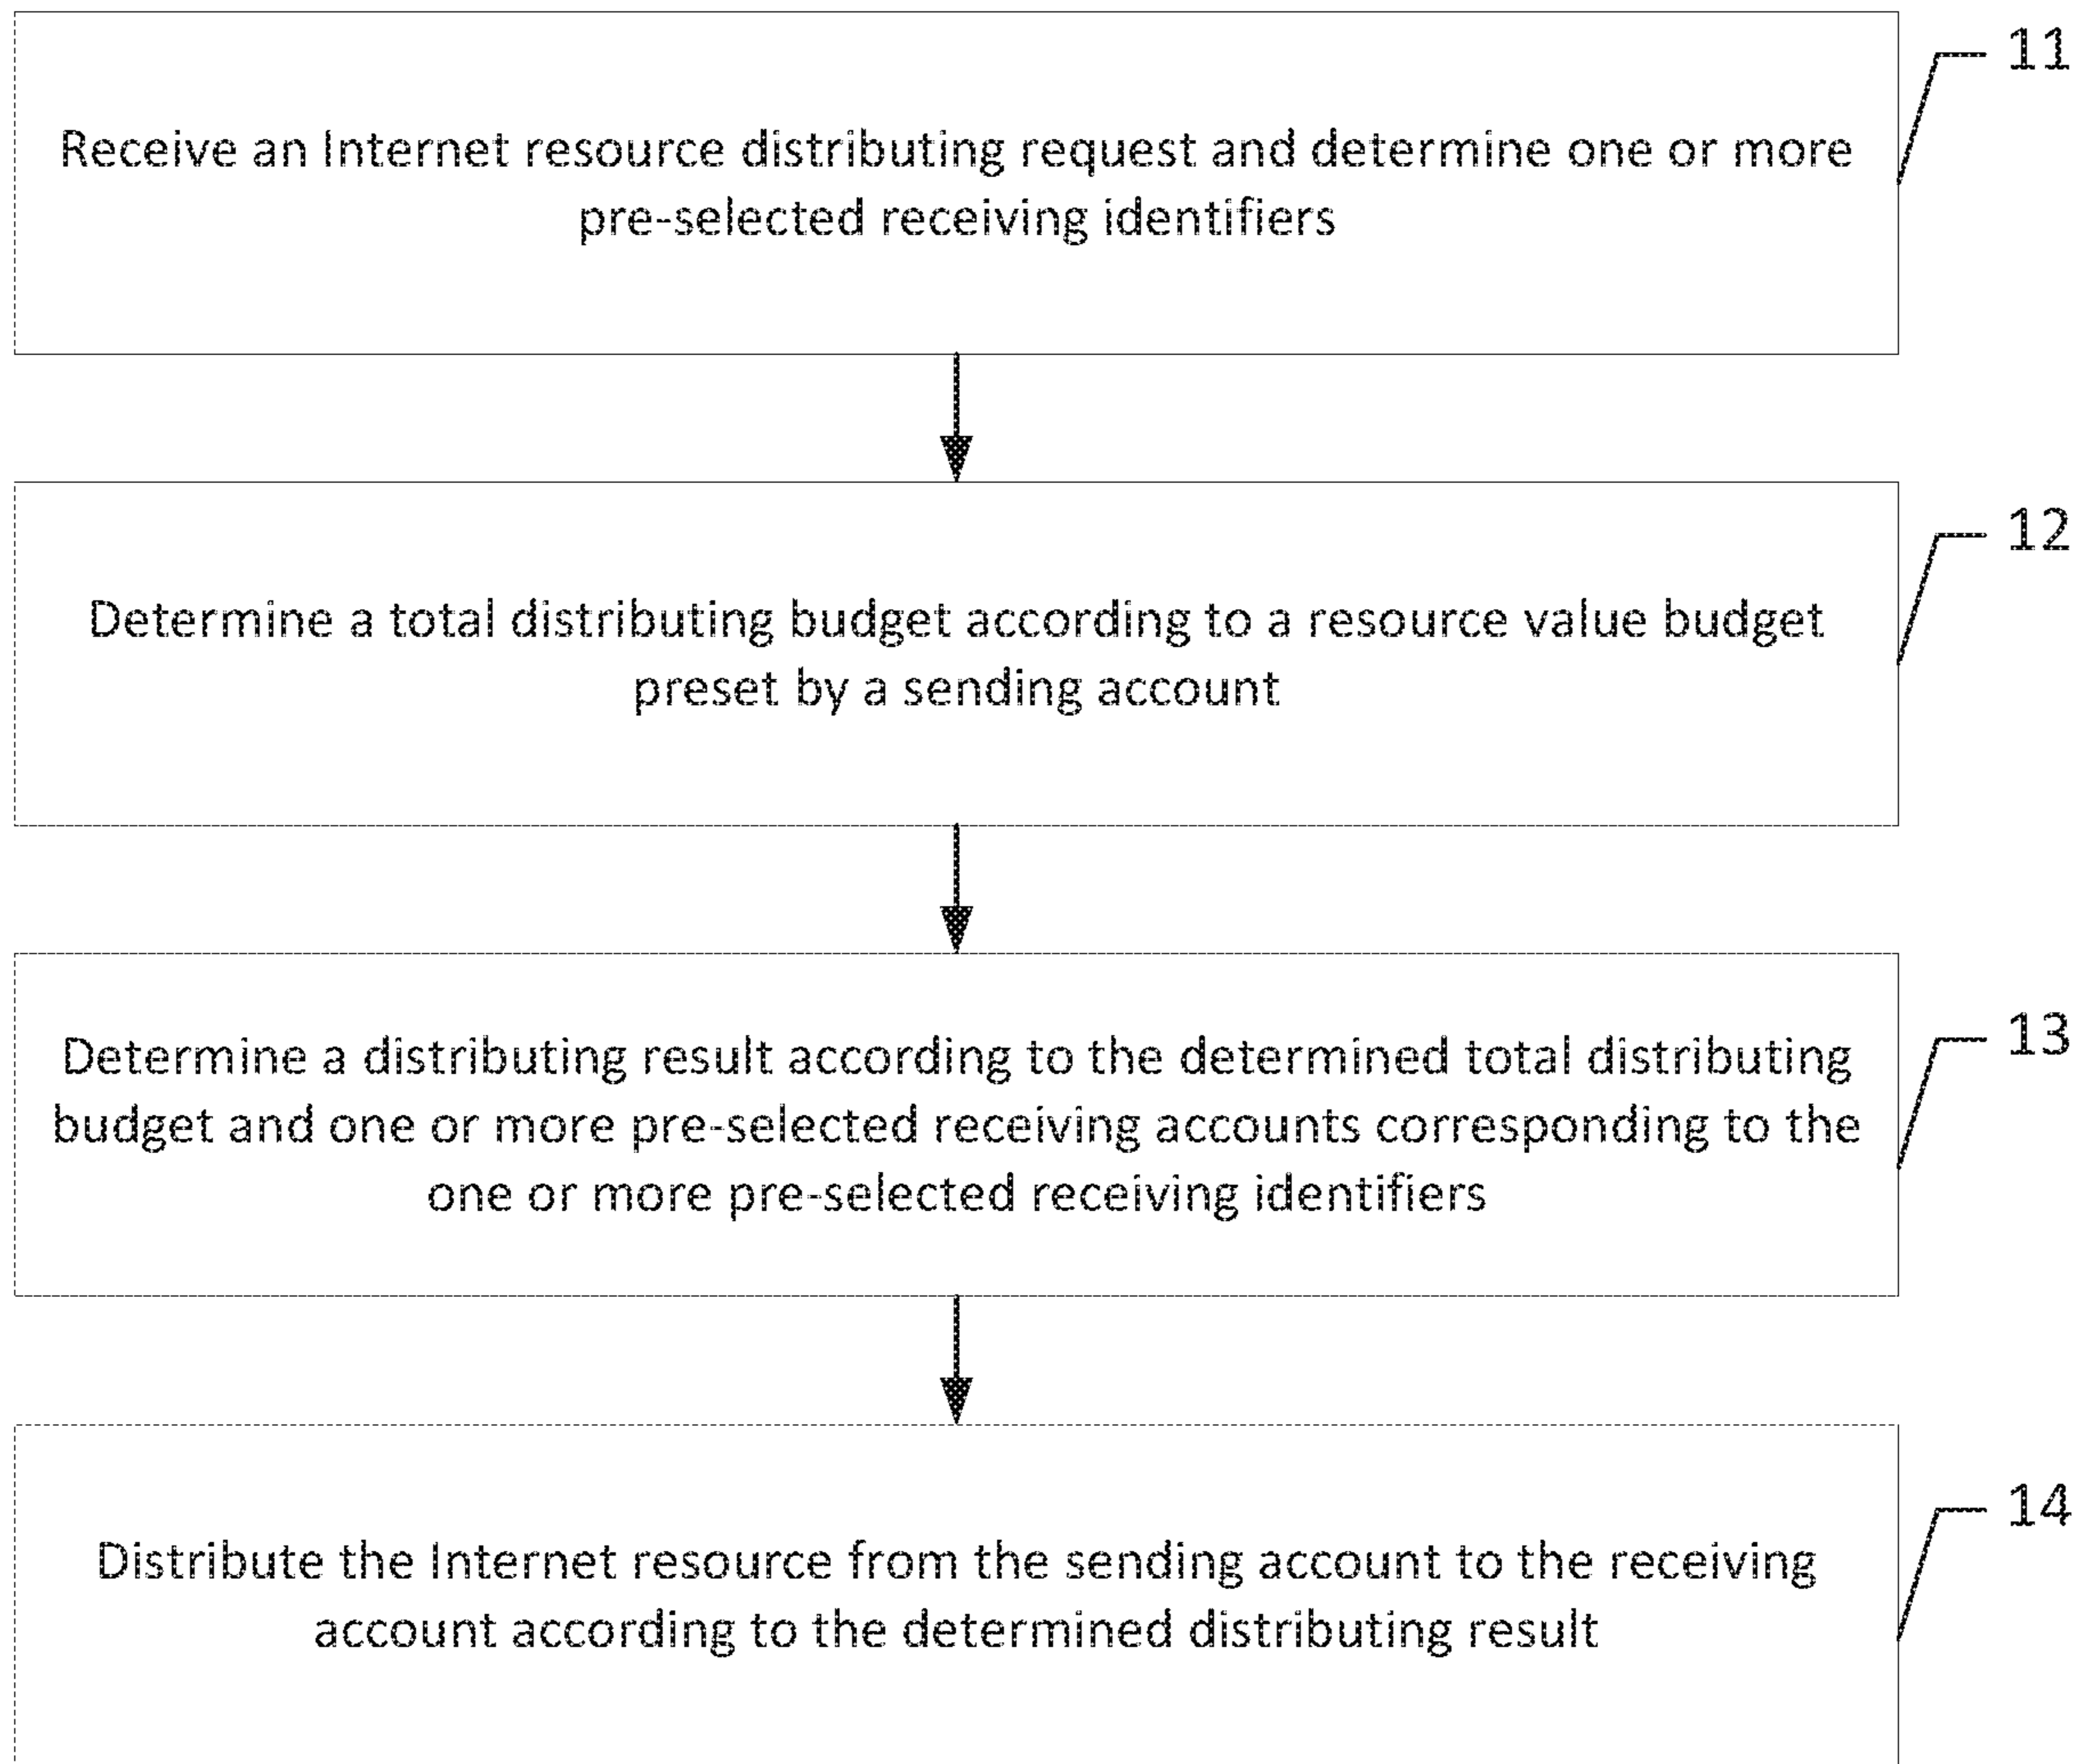 Receive an Internet resource distributing request and determine one or more
pre-selected receiving identifiers
11
Determine a total distributing budget according to a resource value budget
preset by a sending account
12
Determine a distributing result according to the determined total distributing
budget and one or more pre-selected receiving accounts corresponding to the
one or more pre-selected receiving identifiers
13
Distribute the Internet resource from the sending account to the receiving
account according to the determined distributing result
14